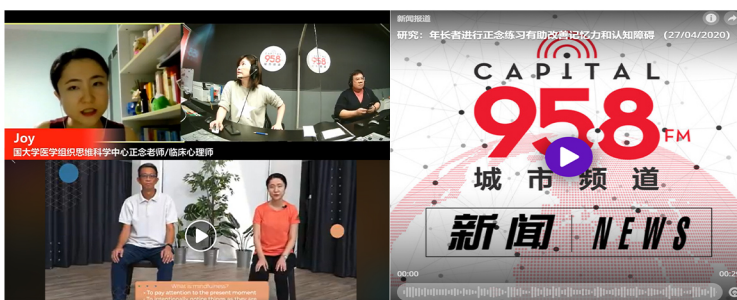 958
958
Joy
国大学医学组织思维科学中心正念老师/临床心理师
What is mindfulness?
- To pay attention to the present moment
新闻报道
研究：年长者进行正念练习有助改善记忆力和认知障碍 （27/04/2020）
CAPITAL
958 FM
城市频道
新闻 NEWS
00:00
00:29